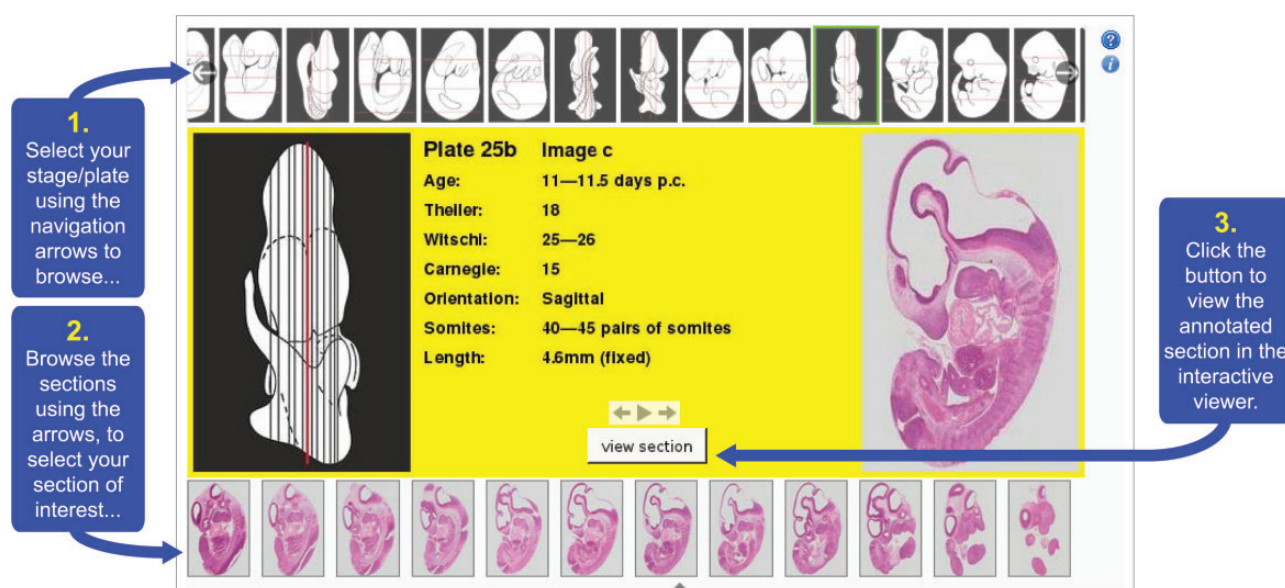 ?
i
1.
Select your
stage/plate
using the
navigation
arrows to
browse...
2.
Browse the
sections
using the
arrows, to
select your
section of
interest...
Plate 25b Image c
Age: 11—11.5 days p.c.
Theiler: 18
Witschi: 25—26
Carnegie: 15
Orientation: Sagittal
Somites: 40—45 pairs of somites
Length: 4.6mm (fixed)
view section
3.
Click the
button to
view the
annotated
section in the
interactive
viewer.